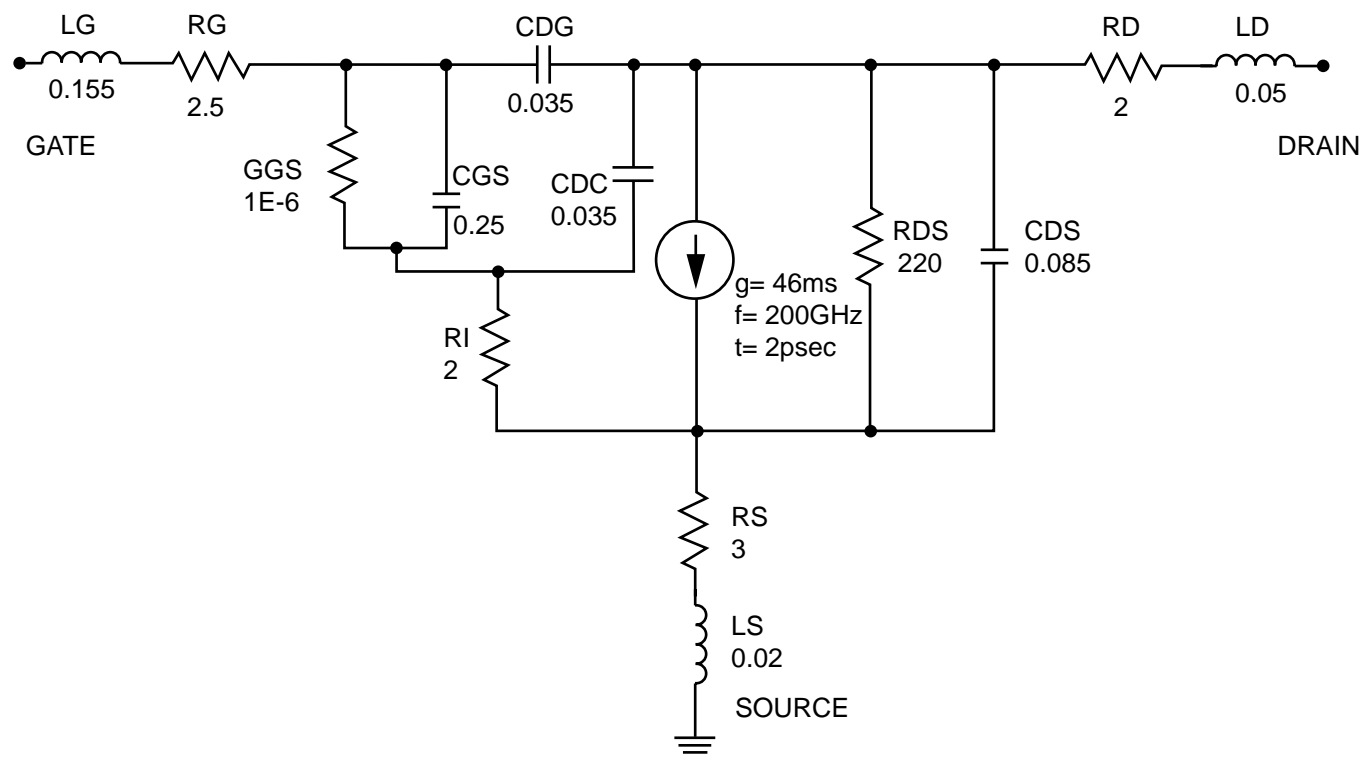 LG
0.155
GATE
RG
2.5
CDG
0.035
GGS
1E-6
CGS
0.25
CDC
0.035
g= 46ms
f= 200GHz
t= 2psec
RDS
220
CDS
0.085
RD
2
LD
0.05
DRAIN
RI
2
RS
3
LS
0.02
SOURCE